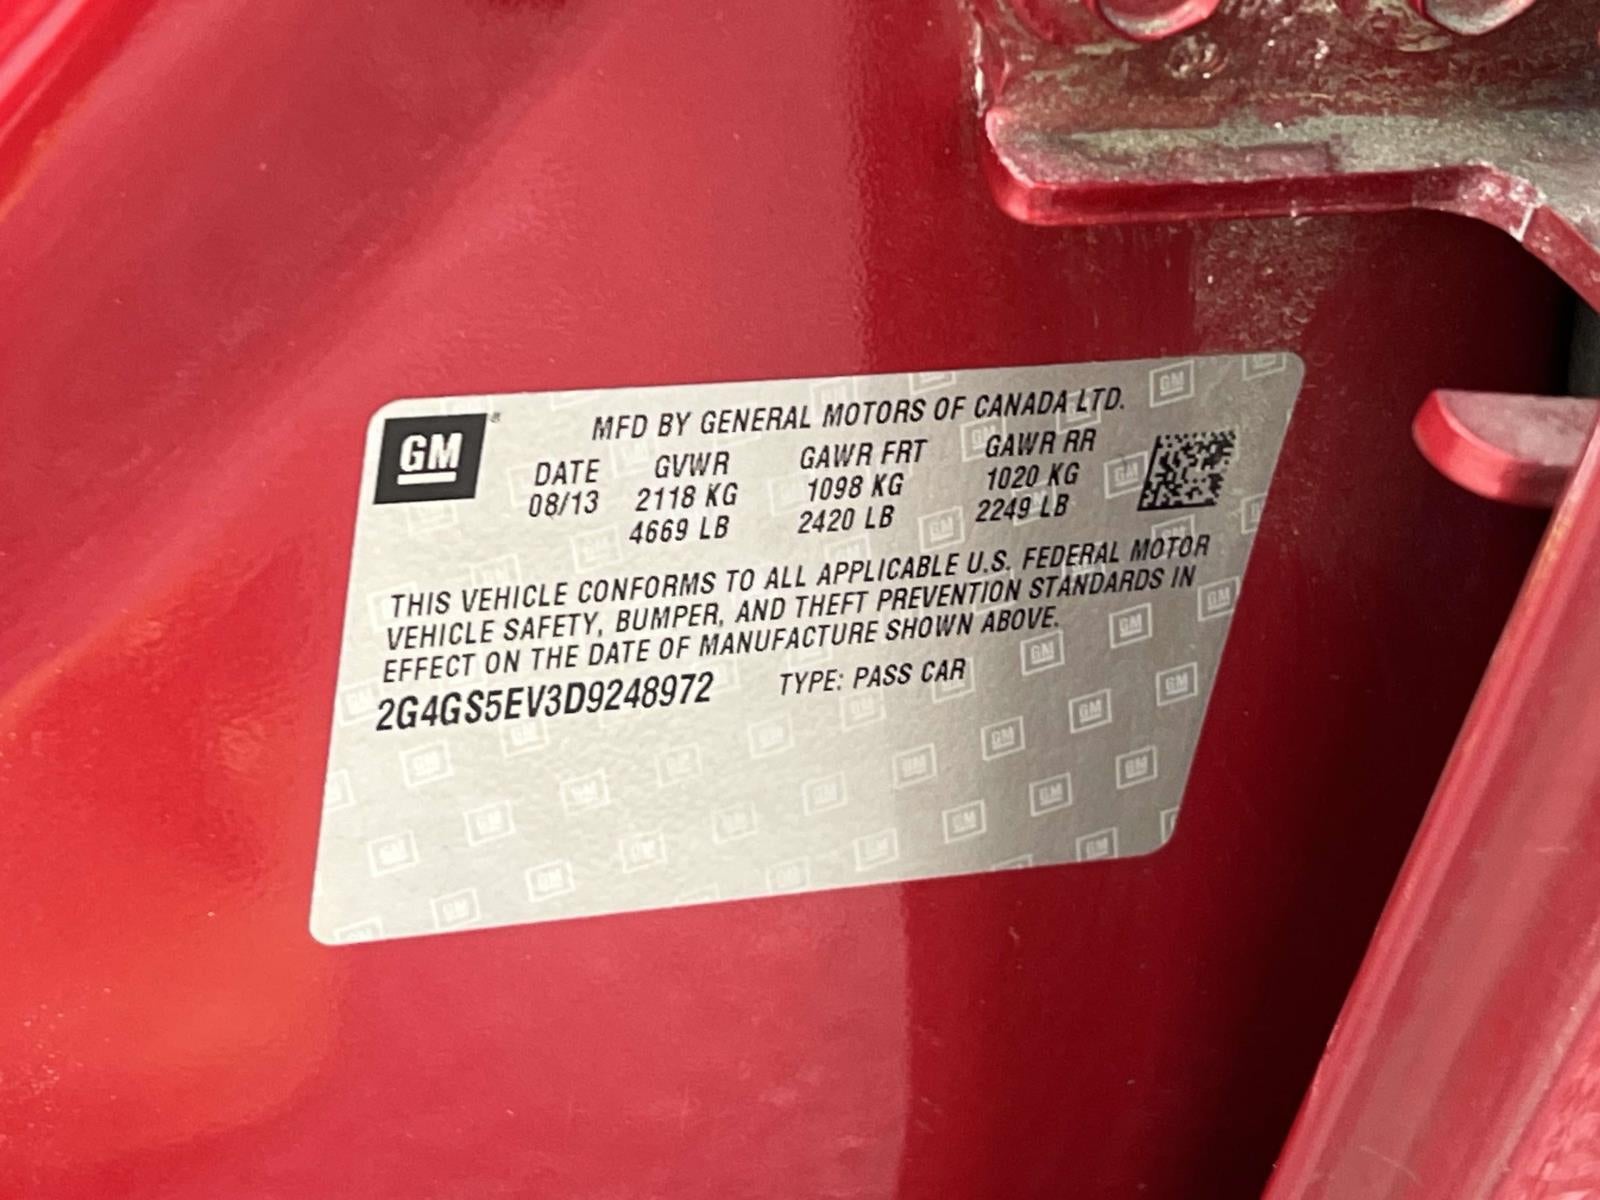 GM
MFD BY GENERAL MOTORS OF CANADA LTD.
DATE GVWR GAWR FRT GAWR RR
08/13 2118 KG 1098 KG 1020 KG
4669 LB 2420 LB 2249 LB
THIS VEHICLE CONFORMS TO ALL APPLICABLE U.S. FEDERAL MOTOR
VEHICLE SAFETY, BUMPER, AND THEFT PREVENTION STANDARDS IN
EFFECT ON THE DATE OF MANUFACTURE SHOWN ABOVE.
2G4GS5EV3D9248972 TYPE: PASS CAR